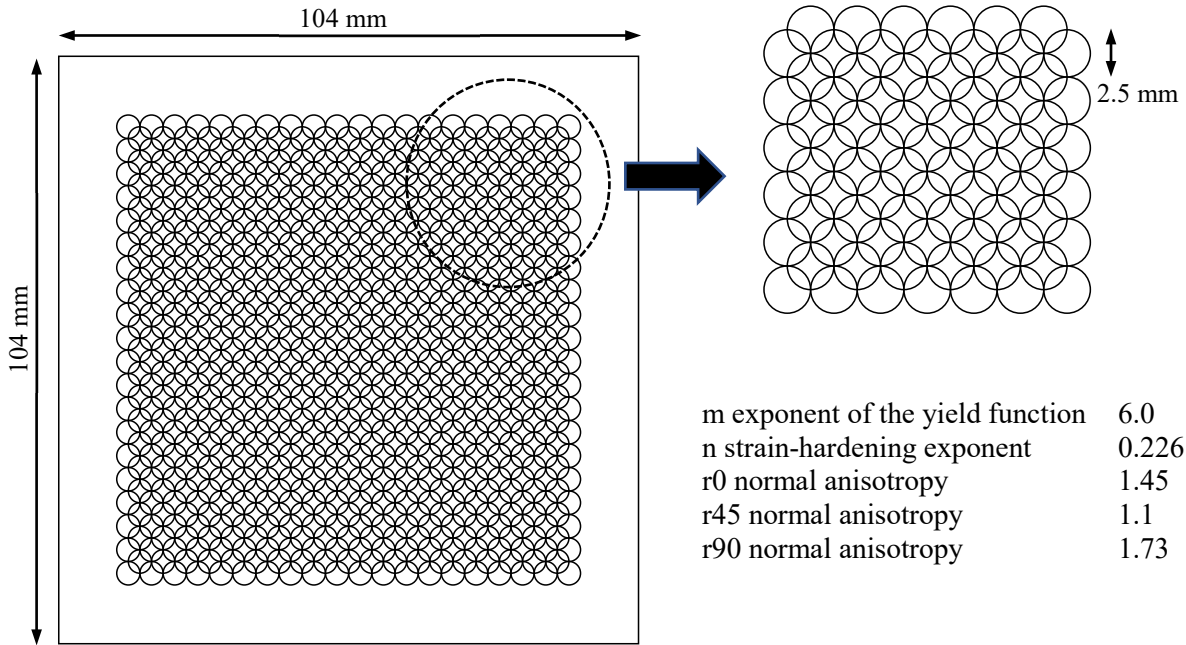 104 mm
104 mm
2.5 mm
m exponent of the yield function 6.0
n strain-hardening exponent 0.226
r0 normal anisotropy 1.45
r45 normal anisotropy 1.1
r90 normal anisotropy 1.73